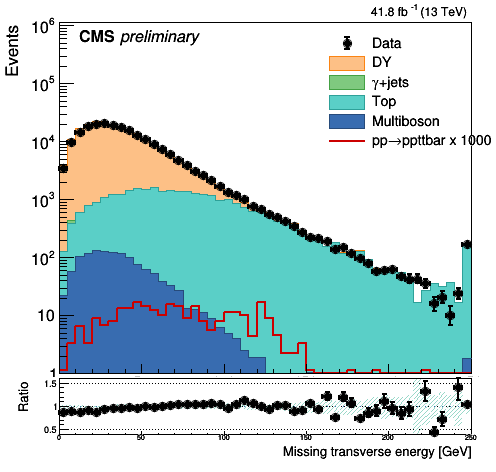 41.8 fb⁻¹ (13 TeV)
CMS preliminary
Events
Data
DY
γ+jets
Top
Multiboson
pp→ppttbar x 1000
10⁶
10⁵
10⁴
10³
10²
10
1
Ratio
1.5
1
0.5
0 50 100 150 200 250
Missing transverse energy [GeV]